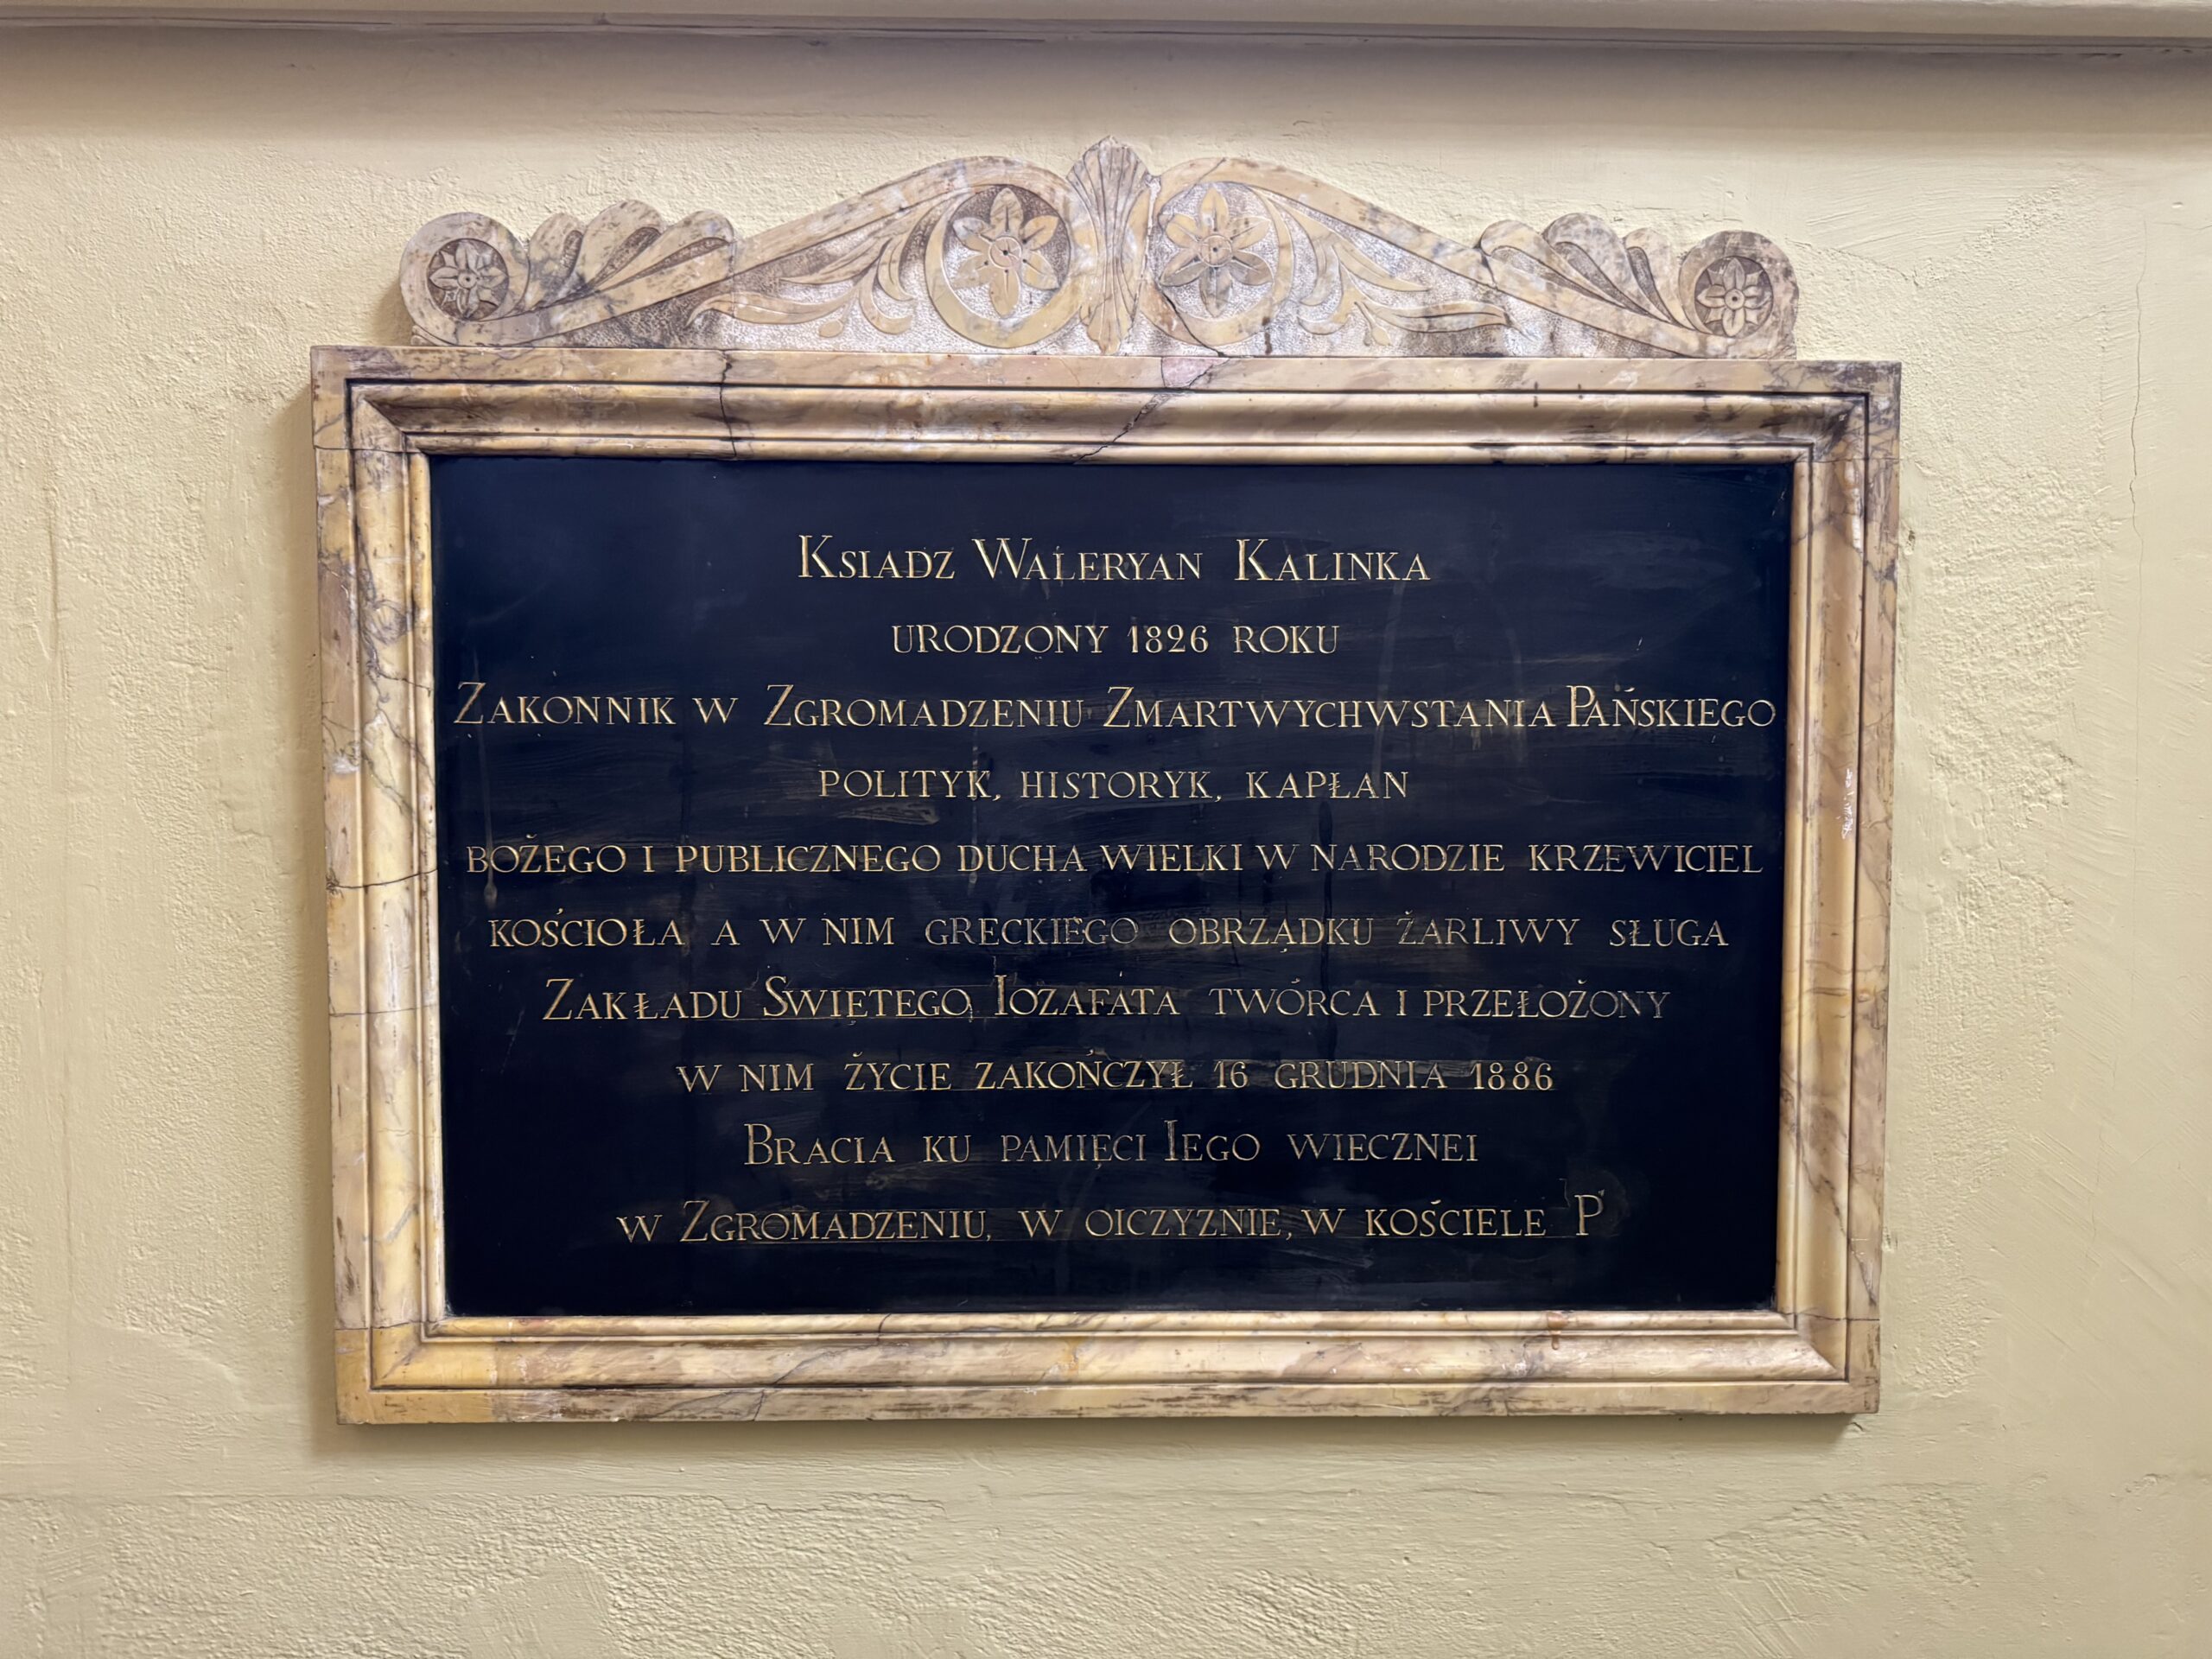 KSIADZ WALERYAN KALINKA
URODZONY 1826 ROKU
ZAKONNIK W ZGROMADZENIU ZMARTWYCHWSTANIA PAŃSKIEGO
POLITYK, HISTORYK, KAPŁAN
BOŻEGO I PUBLICZNEGO DUCHA WIELKI W NARODZIE KRZEWICIEL
KOŚCIOŁA A W NIM GRECKIEGO OBRZĄDKU ŻARLIWY SŁUGA
ZAKŁADU SWIĘTEGO IOZAFATA TWÓRCA I PRZEŁOŻONY
W NIM ŻYCIE ZAKOŃCZYŁ 16 GRUDNIA 1886
BRACIA KU PAMIĘCI IEGO WIECZNEI
W ZGROMADZENIU, W OICZYZNIE, W KOŚCIELE P